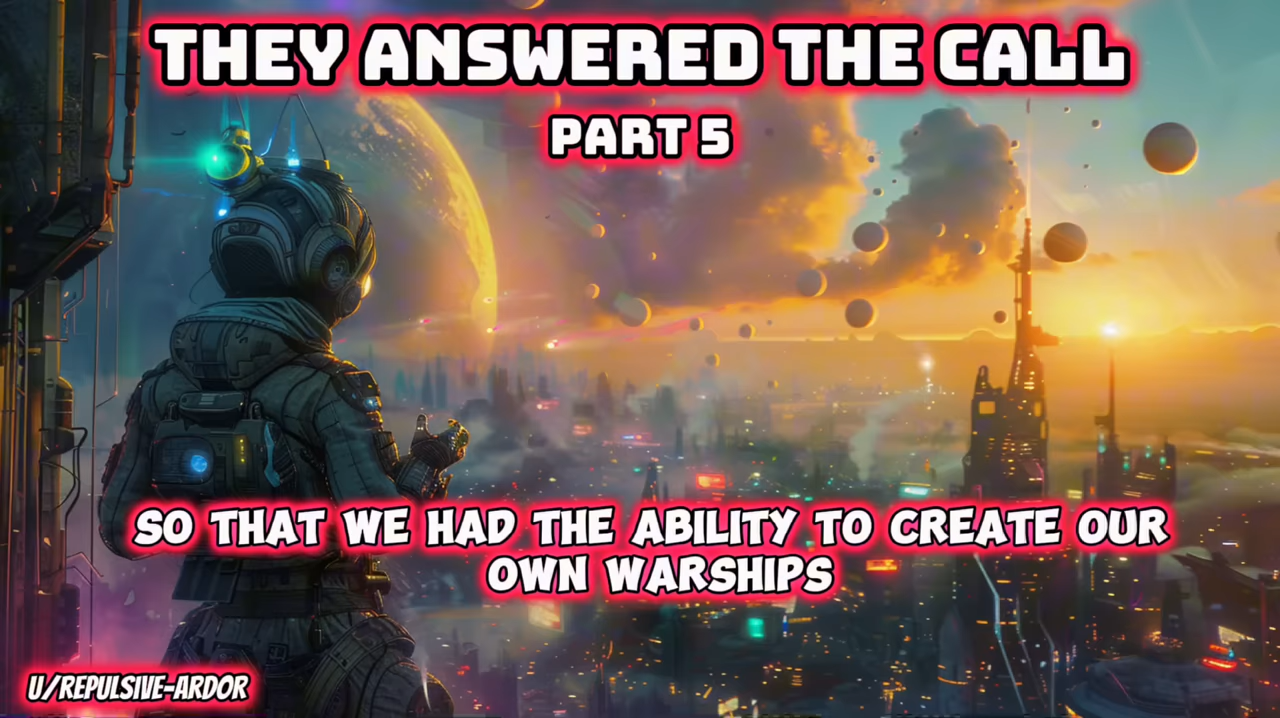 THEY ANSWERED THE CALL
PART 5
SO THAT WE HAD THE ABILITY TO CREATE OUR
OWN WARSHIPS
U/REPULSIVE-ARDOR